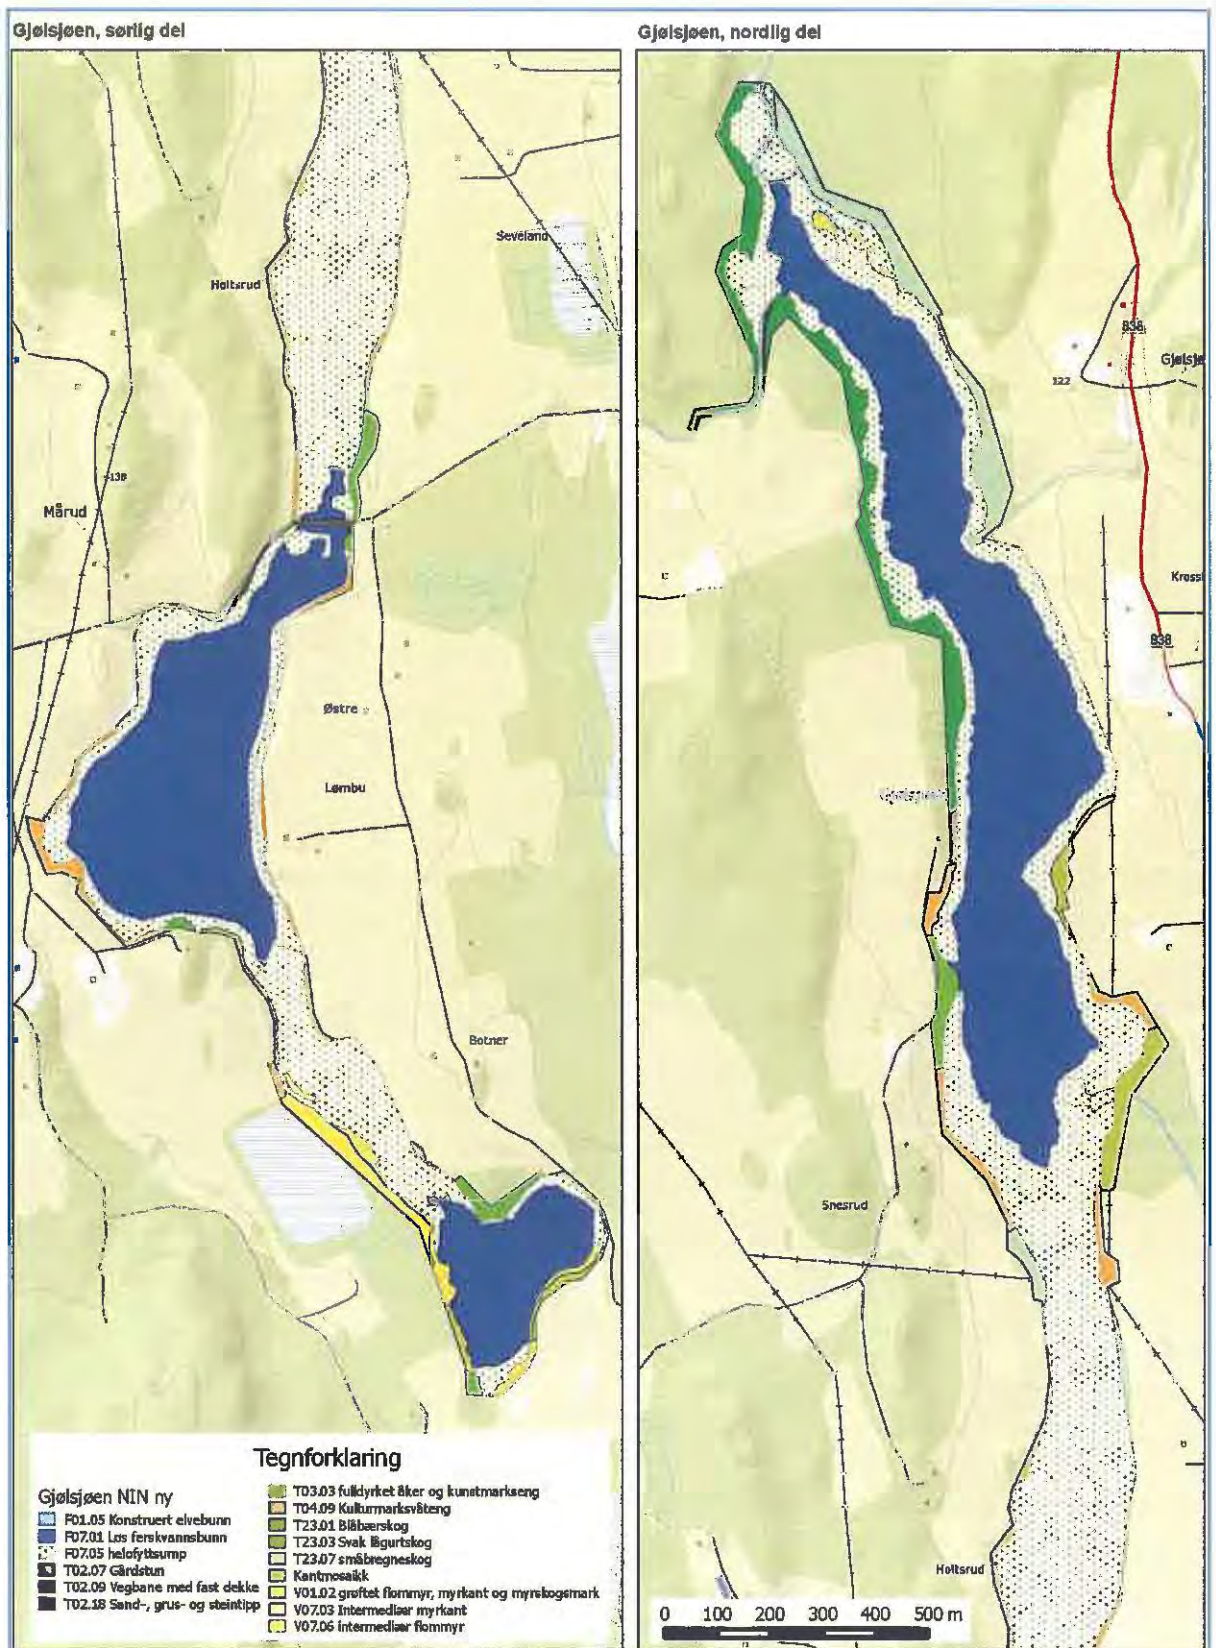 Gjølsjøen, sørlig del
Gjølsjøen, nordlig del
Seveland
Holtsrud
138
Mårud
Østre
Lømbu
Botner
838
Gjølsjø
122
Krossl
838
Snesrud
Holtsrud
Tegnforklaring
Gjølsjøen NIN ny
F01.05 Konstruert elvebunn
F07.01 Løs ferskvannsbunn
F07.05 helofyttsump
T02.07 Gårdstun
T02.09 Vegbane med fast dekke
T02.18 Sand-, grus- og steintipp
T03.03 fulldyrket åker og kunstmarkseng
T04.09 Kulturmarksvåteng
T23.01 Blåbærskog
T23.03 Svak lågurtskog
T23.07 småbregneskog
Kantmosaikk
V01.02 grøftet flommyr, myrkant og myrskogsmark
V07.03 Intermediær myrkant
V07.06 intermediær flommyr
0 100 200 300 400 500 m